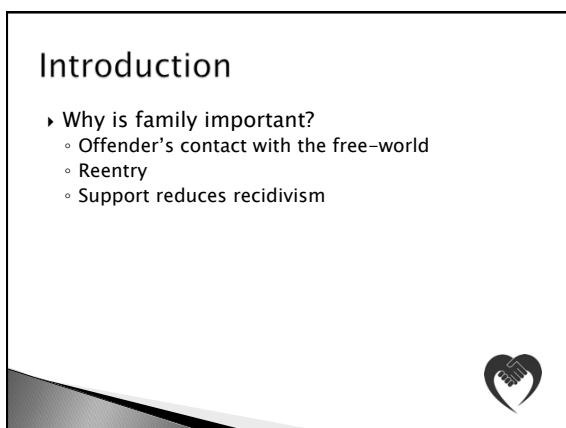 Introduction
Why is family important?
Offender's contact with the free-world
Reentry
Support reduces recidivism